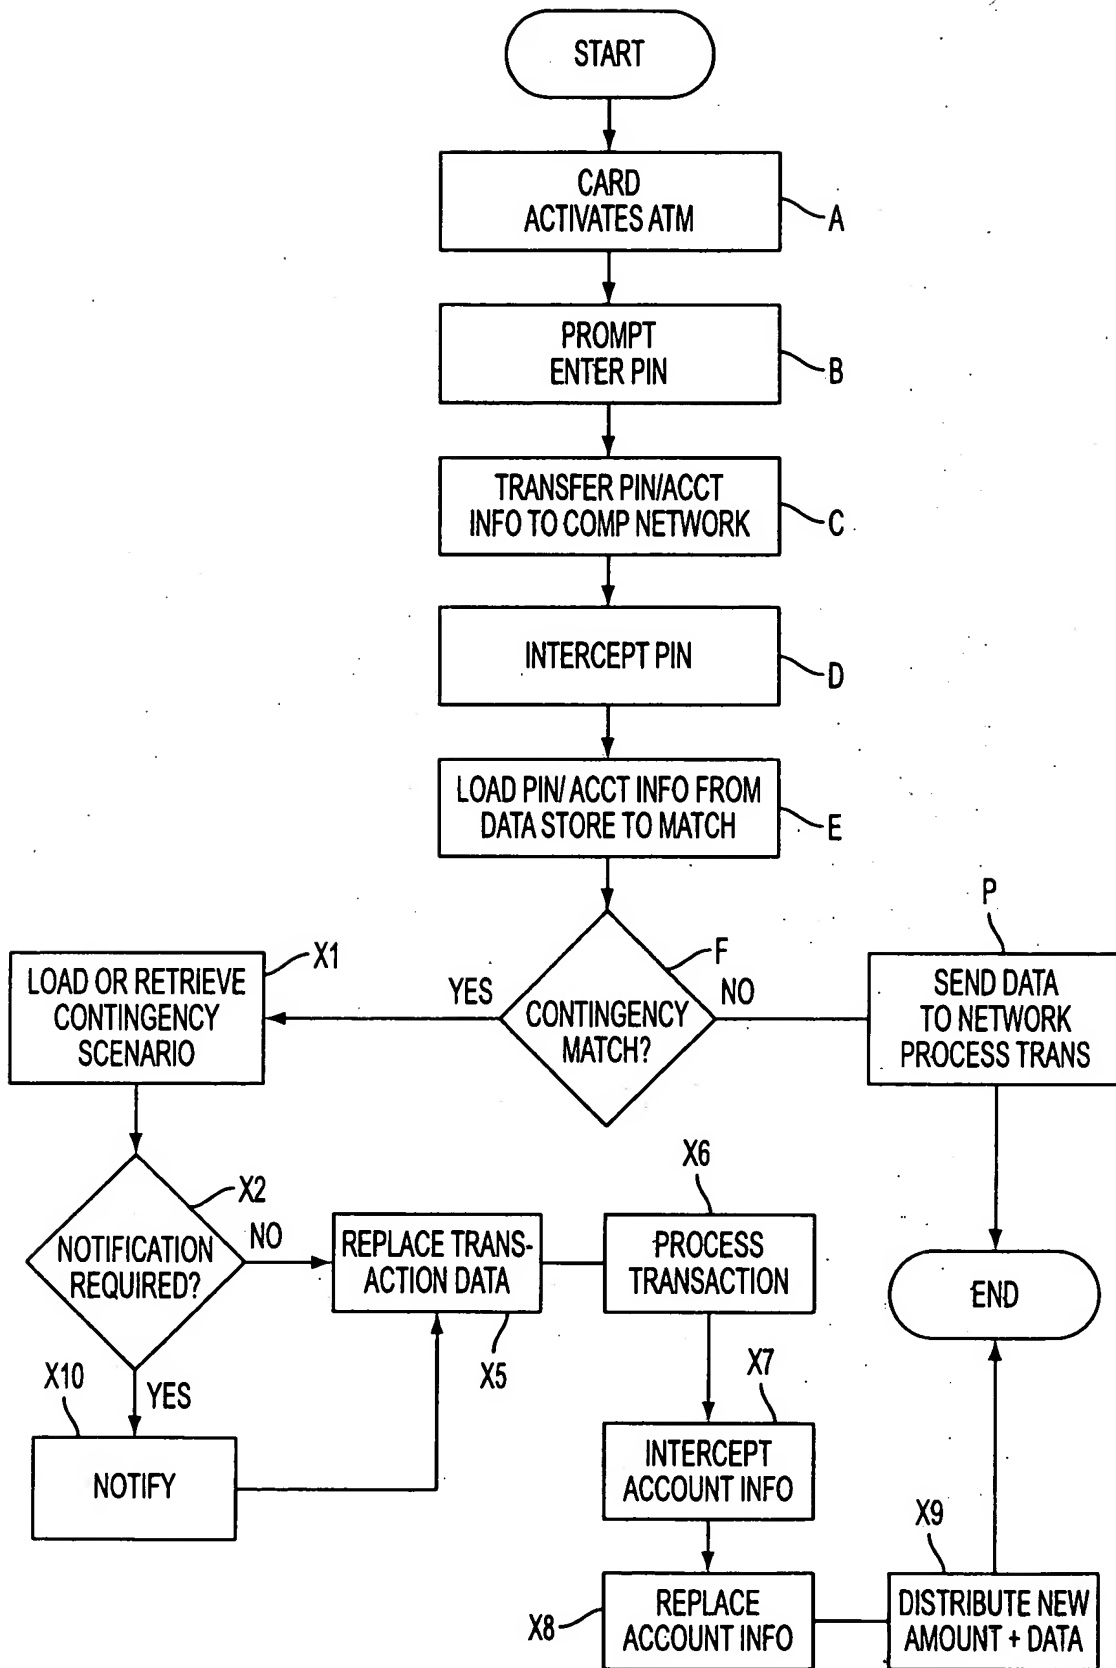 START
CARD
ACTIVATES ATM
A
PROMPT
ENTER PIN
B
TRANSFER PIN/ACCT
INFO TO COMP NETWORK
C
INTERCEPT PIN
D
LOAD PIN/ ACCT INFO FROM
DATA STORE TO MATCH
E
F
CONTINGENCY
MATCH?
YES
NO
P
SEND DATA
TO NETWORK
PROCESS TRANS
END
X1
LOAD OR RETRIEVE
CONTINGENCY
SCENARIO
X2
NOTIFICATION
REQUIRED?
NO
YES
X10
NOTIFY
REPLACE TRANS-
ACTION DATA
X5
X6
PROCESS
TRANSACTION
X7
INTERCEPT
ACCOUNT INFO
X8
REPLACE
ACCOUNT INFO
X9
DISTRIBUTE NEW
AMOUNT + DATA